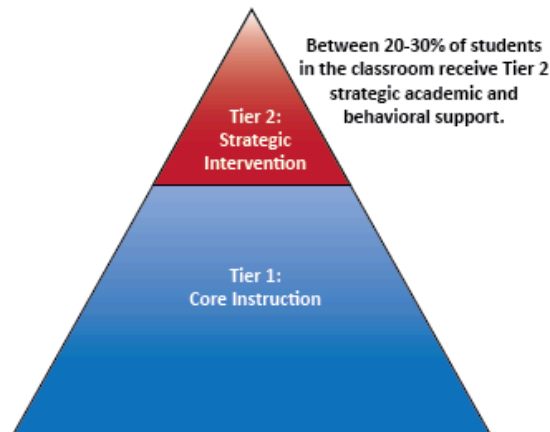 Between 20-30% of students
in the classroom receive Tier 2
strategic academic and
behavioral support.
Tier 2:
Strategic
Intervention
Tier 1:
Core Instruction